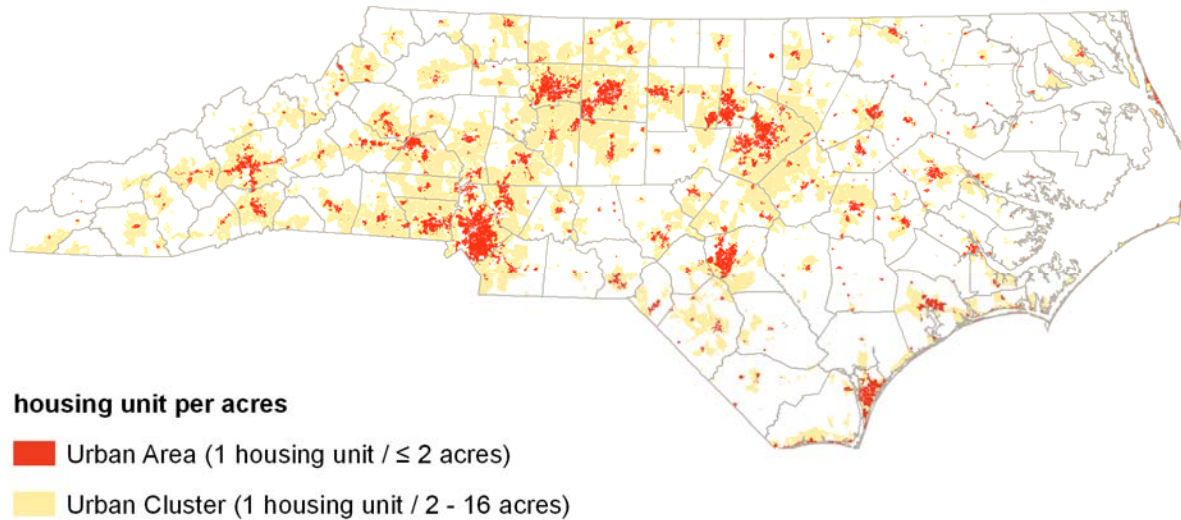 housing unit per acres
Urban Area (1 housing unit / ≤ 2 acres)
Urban Cluster (1 housing unit / 2 - 16 acres)